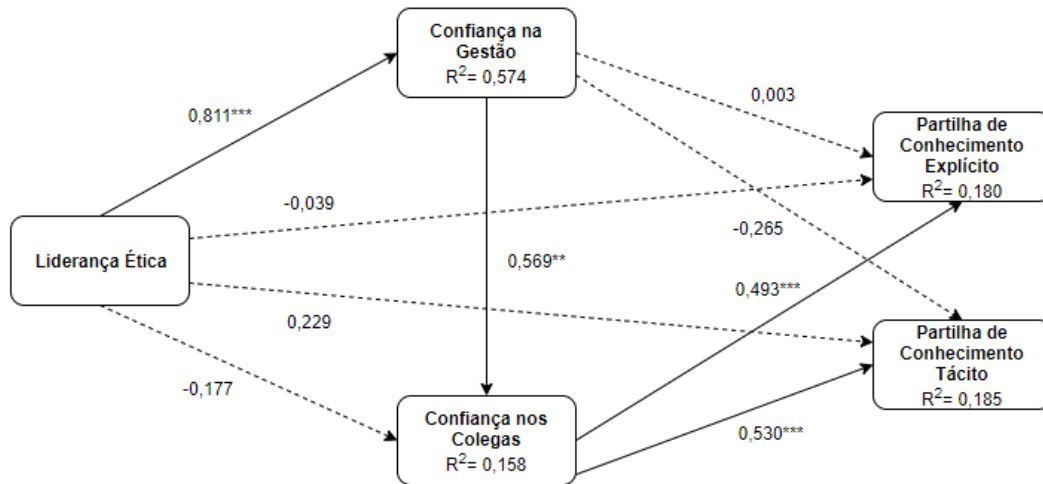 Confiança na
Gestão
R²= 0,574
0,811***
0,003
Partilha de
Conhecimento
Explícito
R²= 0,180
-0,039
-0,265
Liderança Ética
0,569**
0,493***
0,229
Partilha de
Conhecimento
Tácito
R²= 0,185
-0,177
Confiança nos
Colegas
R²= 0,158
0,530***